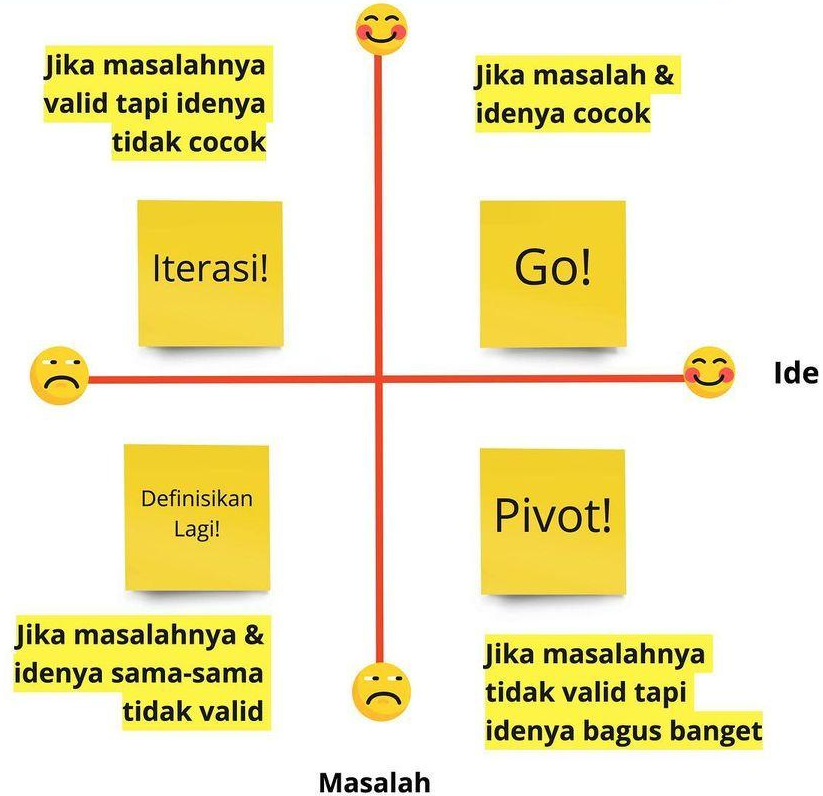 Jika masalahnya
valid tapi idenya
tidak cocok
Jika masalah &
idenya cocok
Iterasi!
Go!
Ide
Definisikan
Lagi!
Pivot!
Jika masalahnya &
idenya sama-sama
tidak valid
Jika masalahnya
tidak valid tapi
idenya bagus banget
Masalah